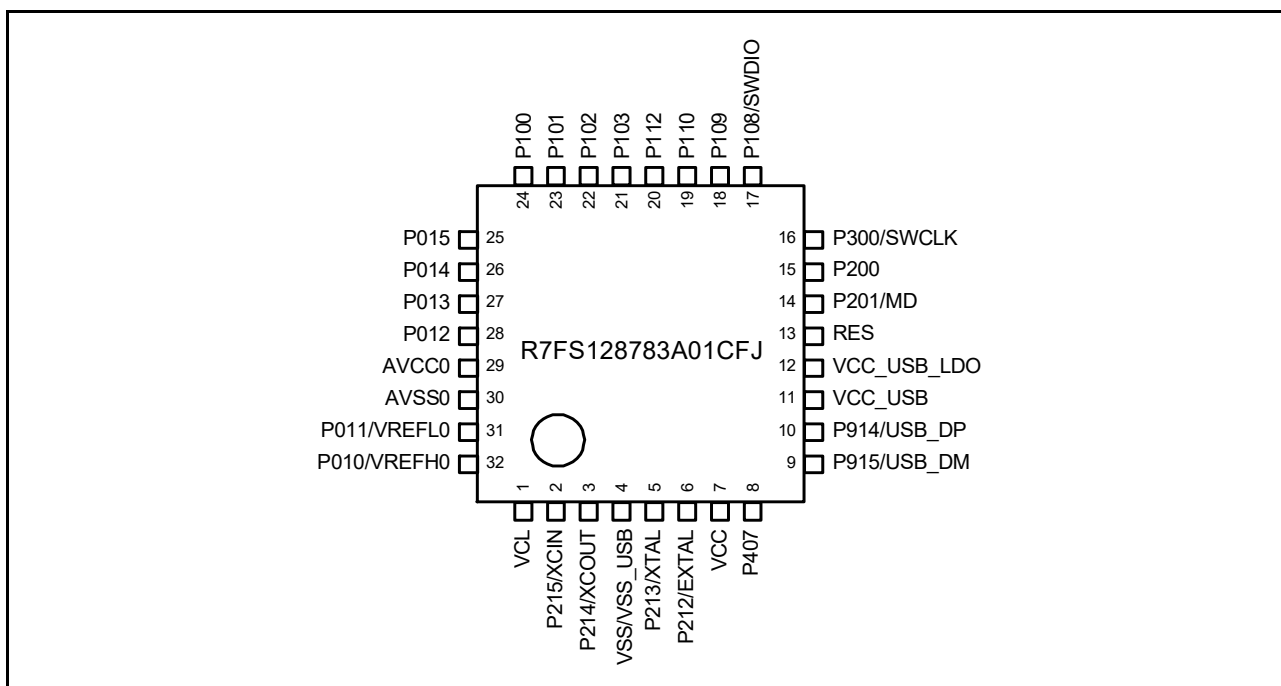 P100
P101
P102
P103
P112
P110
P109
P108/SWDIO
24
23
22
21
20
19
18
17
P015 25
P014 26
P013 27
P012 28
AVCC0 29
AVSS0 30
P011/VREFL0 31
P010/VREFH0 32
R7FS128783A01CFJ
16 P300/SWCLK
15 P200
14 P201/MD
13 RES
12 VCC_USB_LDO
11 VCC_USB
10 P914/USB_DP
9 P915/USB_DM
1
2
3
4
5
6
7
8
VCL
P215/XCIN
P214/XCOUT
VSS/VSS_USB
P213/XTAL
P212/EXTAL
VCC
P407